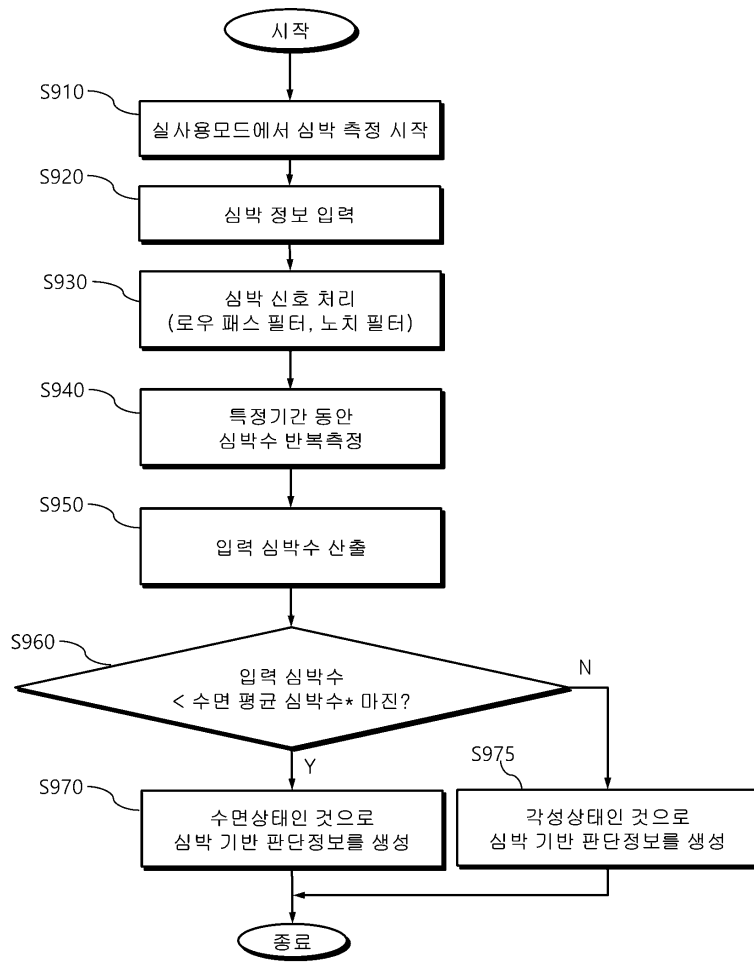 시작
S910
실사용모드에서 심박 측정 시작
S920
심박 정보 입력
S930
심박 신호 처리
(로우 패스 필터, 노치 필터)
S940
특정기간 동안
심박수 반복측정
S950
입력 심박수 산출
S960
입력 심박수
< 수면 평균 심박수* 마진?
N
Y
S970
수면상태인 것으로
심박 기반 판단정보를 생성
S975
각성상태인 것으로
심박 기반 판단정보를 생성
종료